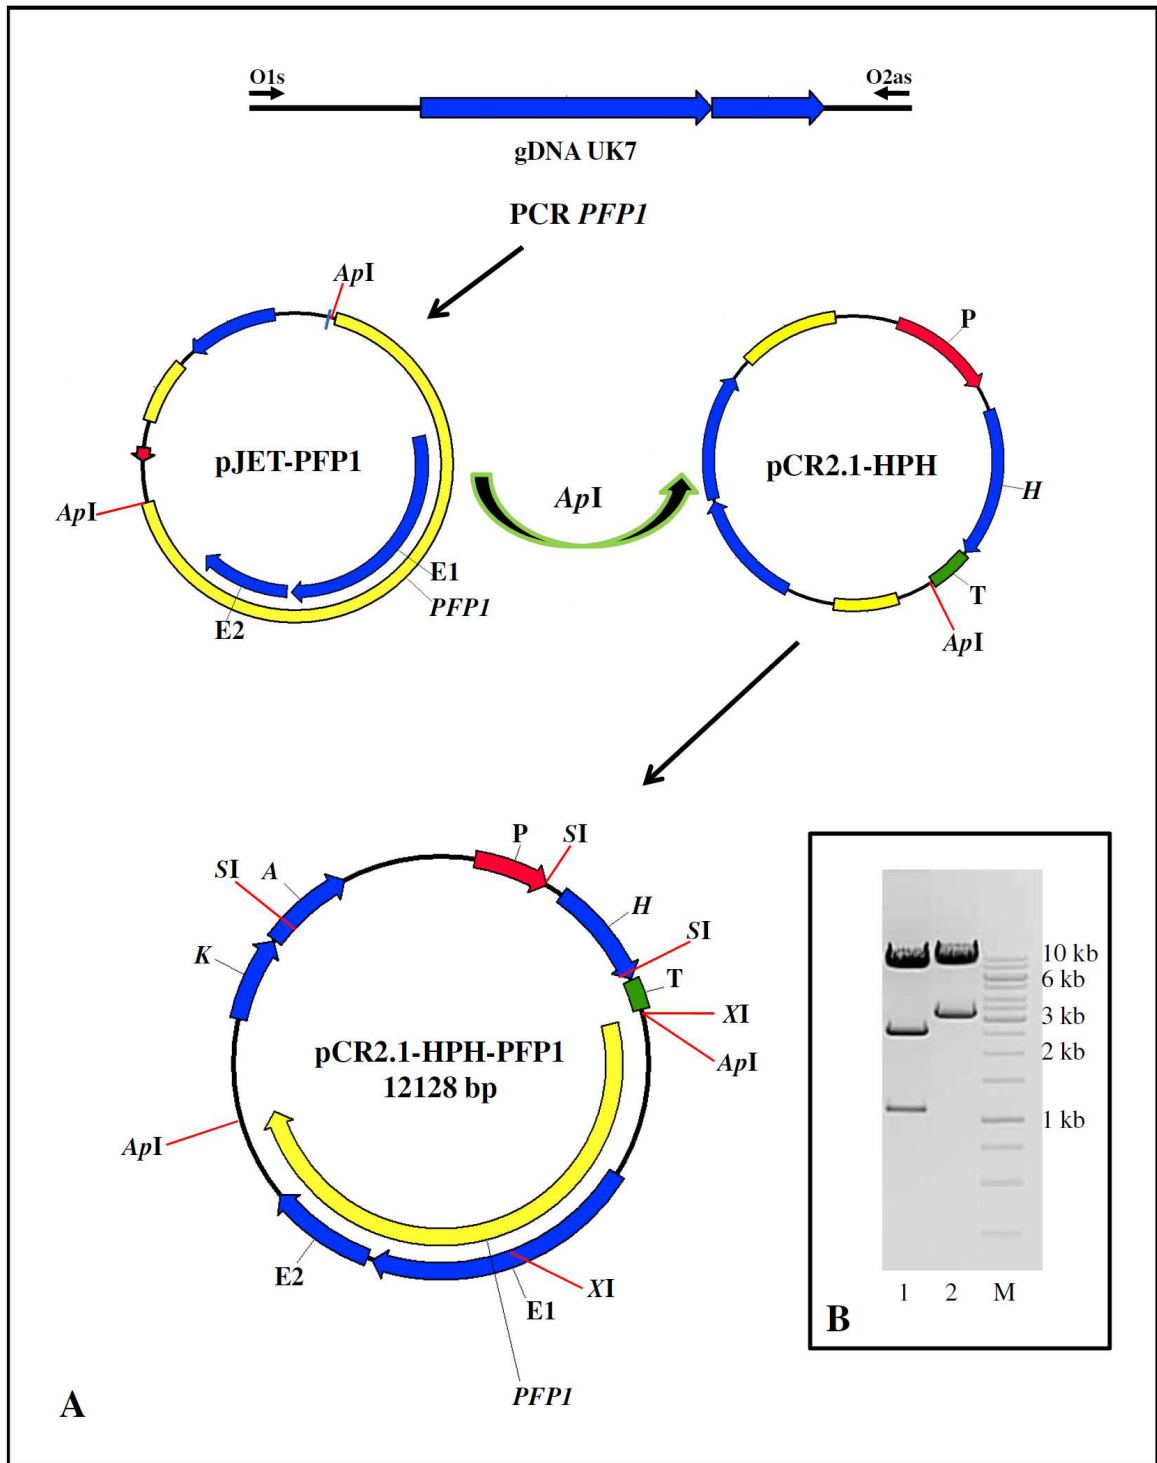 O1s
O2as
gDNA UK7
PCR PFP1
ApI
pJET-PFP1
ApI
E1
PFP1
E2
ApI
P
pCR2.1-HPH
H
T
ApI
P
SI
A
SI
H
K
SI
T
XI
ApI
pCR2.1-HPH-PFP1
12128 bp
ApI
E2
XI
E1
PFP1
A
10 kb
6 kb
3 kb
2 kb
1 kb
1 2 M
B